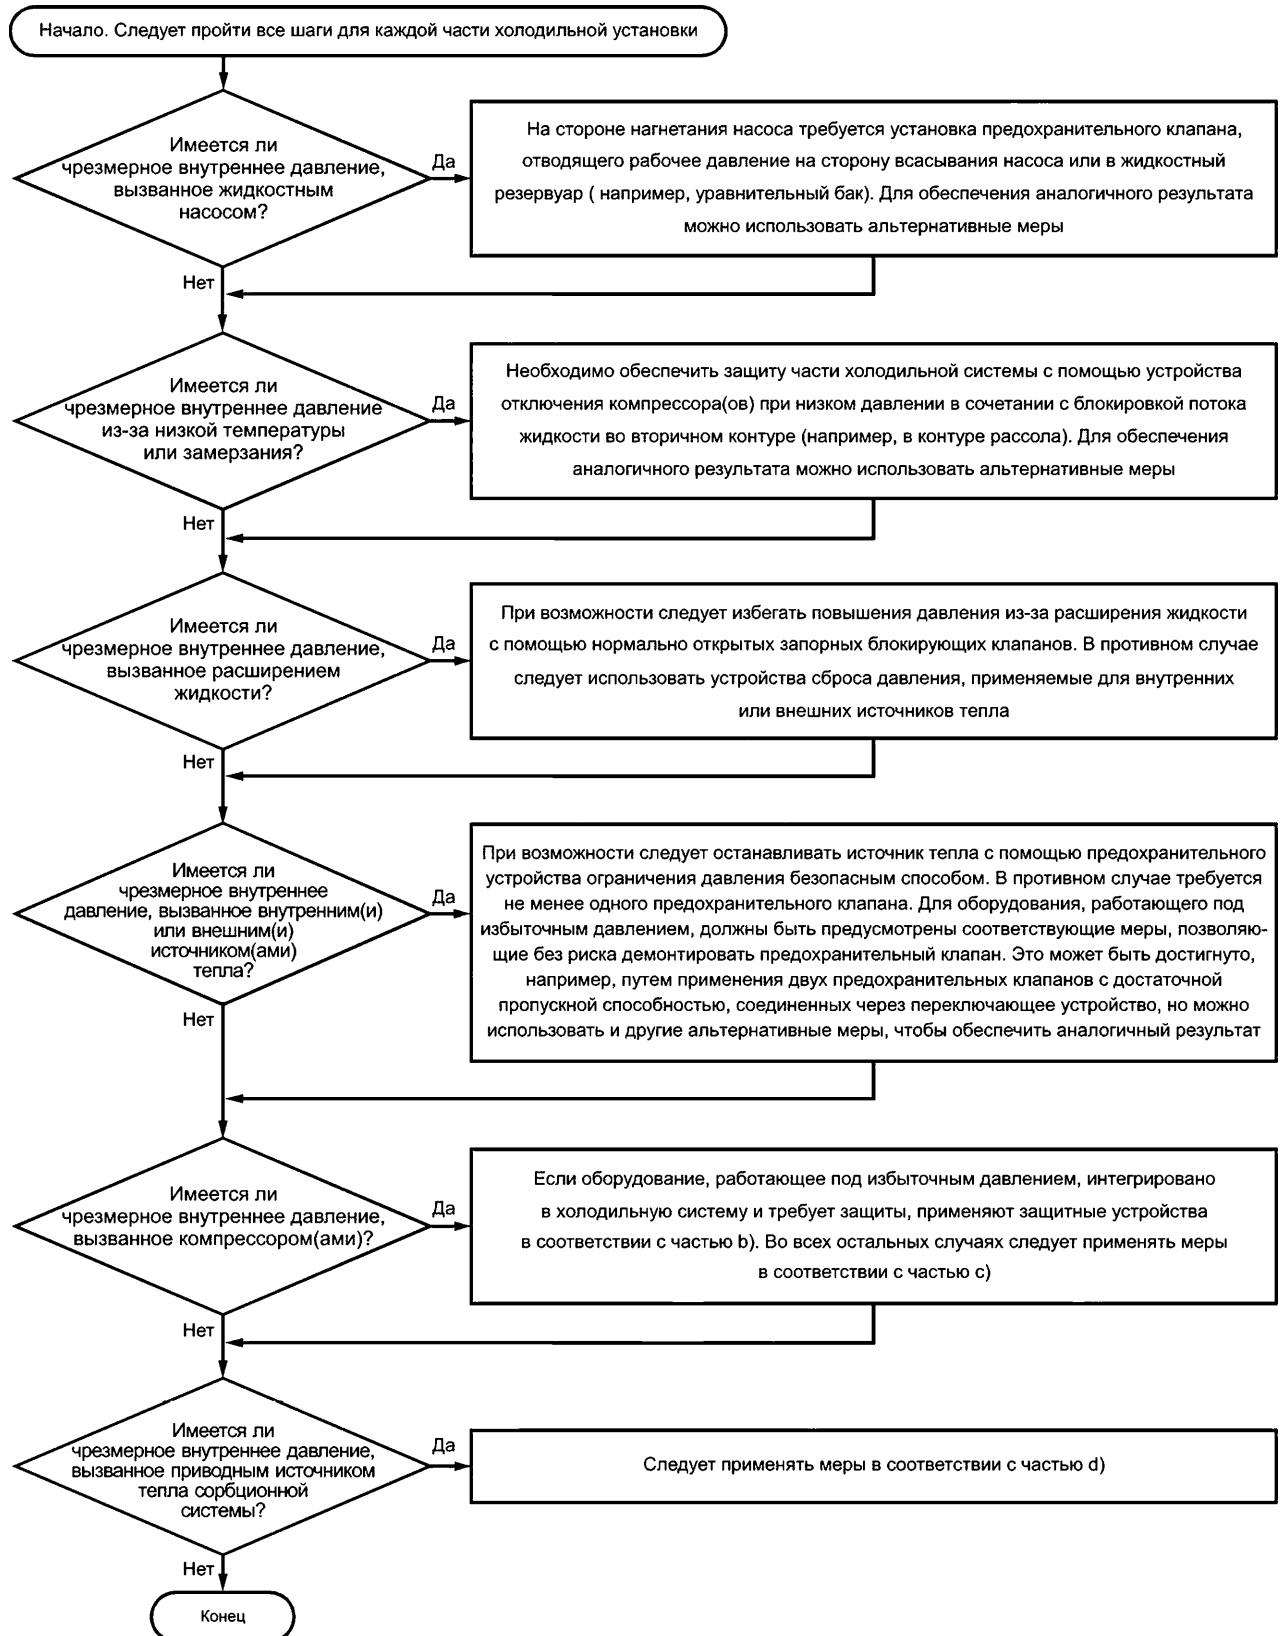 Начало. Следует пройти все шаги для каждой части холодильной установки
Имеется ли
чрезмерное внутреннее давление,
вызванное жидкостным
насосом?
Да
На стороне нагнетания насоса требуется установка предохранительного клапана,
отводящего рабочее давление на сторону всасывания насоса или в жидкостный
резервуар ( например, уравнительный бак). Для обеспечения аналогичного результата
можно использовать альтернативные меры
Нет
Имеется ли
чрезмерное внутреннее давление
из-за низкой температуры
или замерзания?
Да
Необходимо обеспечить защиту части холодильной системы с помощью устройства
отключения компрессора(ов) при низком давлении в сочетании с блокировкой потока
жидкости во вторичном контуре (например, в контуре рассола). Для обеспечения
аналогичного результата можно использовать альтернативные меры
Нет
Имеется ли
чрезмерное внутреннее давление,
вызванное расширением
жидкости?
Да
При возможности следует избегать повышения давления из-за расширения жидкости
с помощью нормально открытых запорных блокирующих клапанов. В противном случае
следует использовать устройства сброса давления, применяемые для внутренних
или внешних источников тепла
Нет
Имеется ли
чрезмерное внутреннее
давление, вызванное внутренним(и)
или внешним(и)
источником(ами)
тепла?
Да
При возможности следует останавливать источник тепла с помощью предохранительного
устройства ограничения давления безопасным способом. В противном случае требуется
не менее одного предохранительного клапана. Для оборудования, работающего под
избыточным давлением, должны быть предусмотрены соответствующие меры, позволяю-
щие без риска демонтировать предохранительный клапан. Это может быть достигнуто,
например, путем применения двух предохранительных клапанов с достаточной
пропускной способностью, соединенных через переключающее устройство, но можно
использовать и другие альтернативные меры, чтобы обеспечить аналогичный результат
Нет
Имеется ли
чрезмерное внутреннее давление,
вызванное компрессором(ами)?
Да
Если оборудование, работающее под избыточным давлением, интегрировано
в холодильную систему и требует защиты, применяют защитные устройства
в соответствии с частью b). Во всех остальных случаях следует применять меры
в соответствии с частью c)
Нет
Имеется ли
чрезмерное внутреннее давление,
вызванное приводным источником
тепла сорбционной
системы?
Да
Следует применять меры в соответствии с частью d)
Нет
Конец